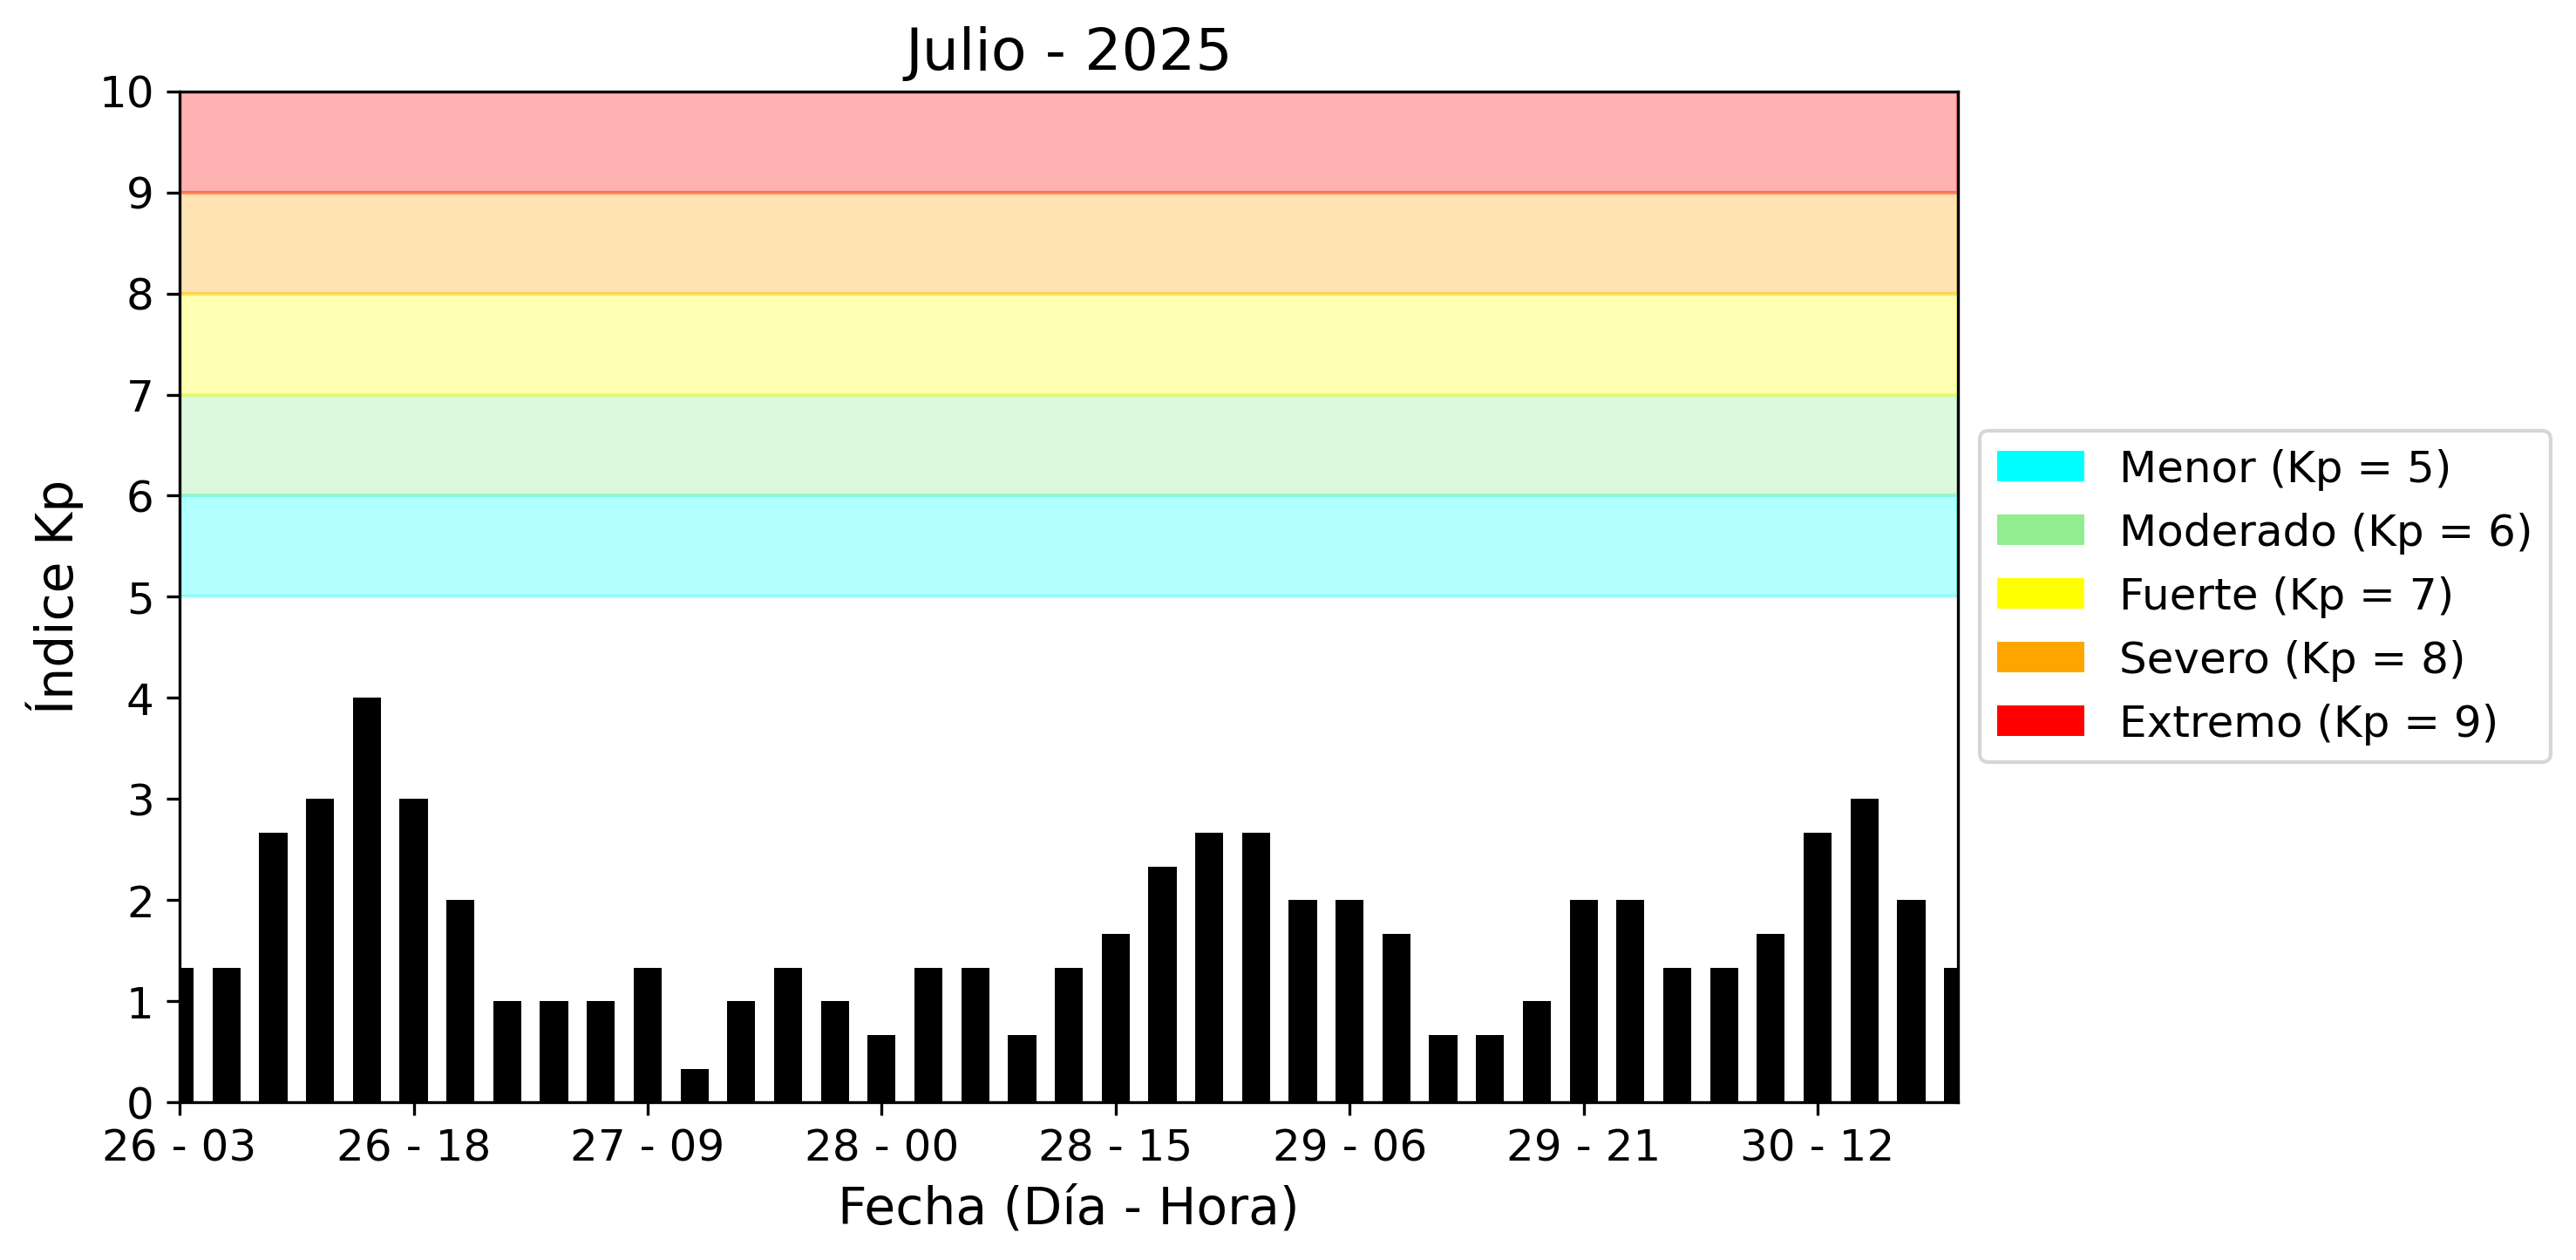 Julio - 2025
10
9
8
7
6
5
4
3
2
1
0
Índice Kp
26 - 03
26 - 18
27 - 09
28 - 00
28 - 15
29 - 06
29 - 21
30 - 12
Fecha (Día - Hora)
Menor (Kp = 5)
Moderado (Kp = 6)
Fuerte (Kp = 7)
Severo (Kp = 8)
Extremo (Kp = 9)